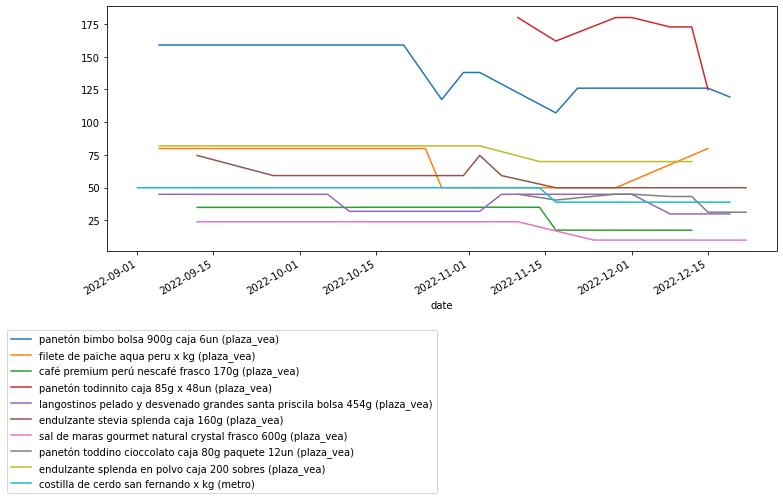 175
150
125
100
75
50
25
2022-09-01
2022-09-15
2022-10-01
2022-10-15
2022-11-01
2022-11-15
2022-12-01
2022-12-15
date
panetón bimbo bolsa 900g caja 6un (plaza_vea)
filete de paiche aqua peru x kg (plaza_vea)
café premium perú nescafé frasco 170g (plaza_vea)
panetón todinnito caja 85g x 48un (plaza_vea)
langostinos pelado y desvenado grandes santa priscila bolsa 454g (plaza_vea)
endulzante stevia splenda caja 160g (plaza_vea)
sal de maras gourmet natural crystal frasco 600g (plaza_vea)
panetón toddino cioccolato caja 80g paquete 12un (plaza_vea)
endulzante splenda en polvo caja 200 sobres (plaza_vea)
costilla de cerdo san fernando x kg (metro)